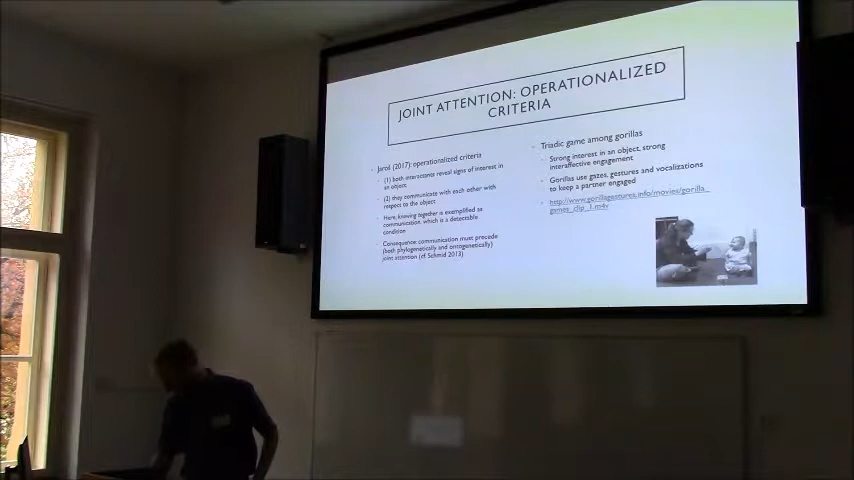 JOINT ATTENTION: OPERATIONALIZED
CRITERIA
Jaroš (2017): operationalized criteria
(1) both interactants reveal signs of interest in
an object
(2) they communicate with each other with
respect to the object
Here, knowing together is exemplified as
communication, which is a detectable
condition
Consequence: communication must precede
(both phylogenetically and ontogenetically)
joint attention (cf. Schmid 2013)
Triadic game among gorillas
Strong interest in an object, strong
interaffective engagement
Gorillas use gazes, gestures and vocalizations
to keep a partner engaged
http://www.gorillagestures.info/movies/gorilla_
games_clip_1.m4v